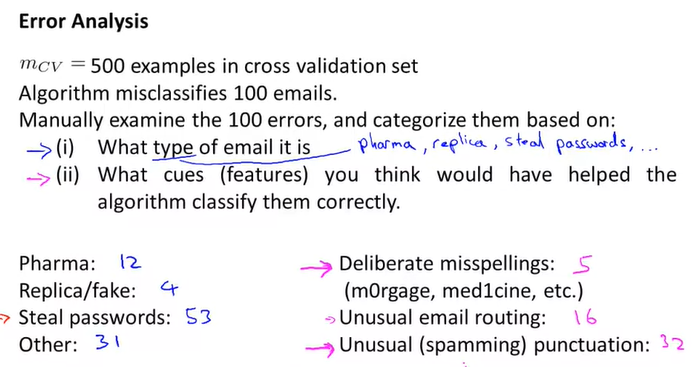 Error Analysis
m_CV = 500 examples in cross validation set
Algorithm misclassifies 100 emails.
Manually examine the 100 errors, and categorize them based on:
→ (i) What type of email it is pharma, replica, steal passwords, ...
→ (ii) What cues (features) you think would have helped the
algorithm classify them correctly.
Pharma: 12
Replica/fake: 4
→ Steal passwords: 53
Other: 31
→ Deliberate misspellings: 5
(m0rgage, med1cine, etc.)
→ Unusual email routing: 16
→ Unusual (spamming) punctuation: 32